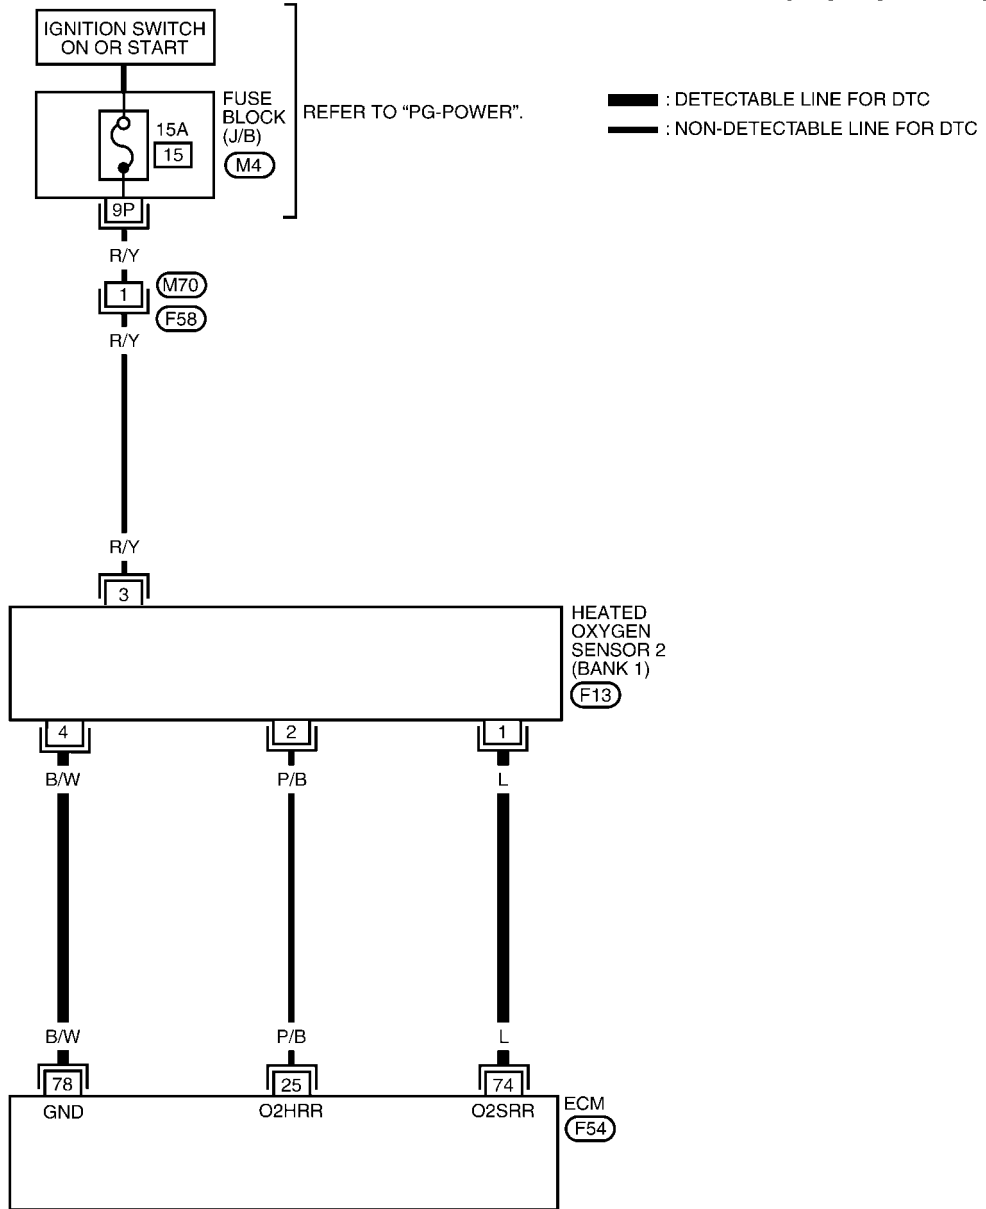 IGNITION SWITCH
ON OR START
FUSE
BLOCK
(J/B)
M4
15A
15
REFER TO “PG-POWER”.
: DETECTABLE LINE FOR DTC
: NON-DETECTABLE LINE FOR DTC
9P
R/Y
1
M70
F58
R/Y
R/Y
3
HEATED
OXYGEN
SENSOR 2
(BANK 1)
F13
4 2 1
B/W P/B L
B/W P/B L
78 25 74
GND O2HRR O2SRR
ECM
F54